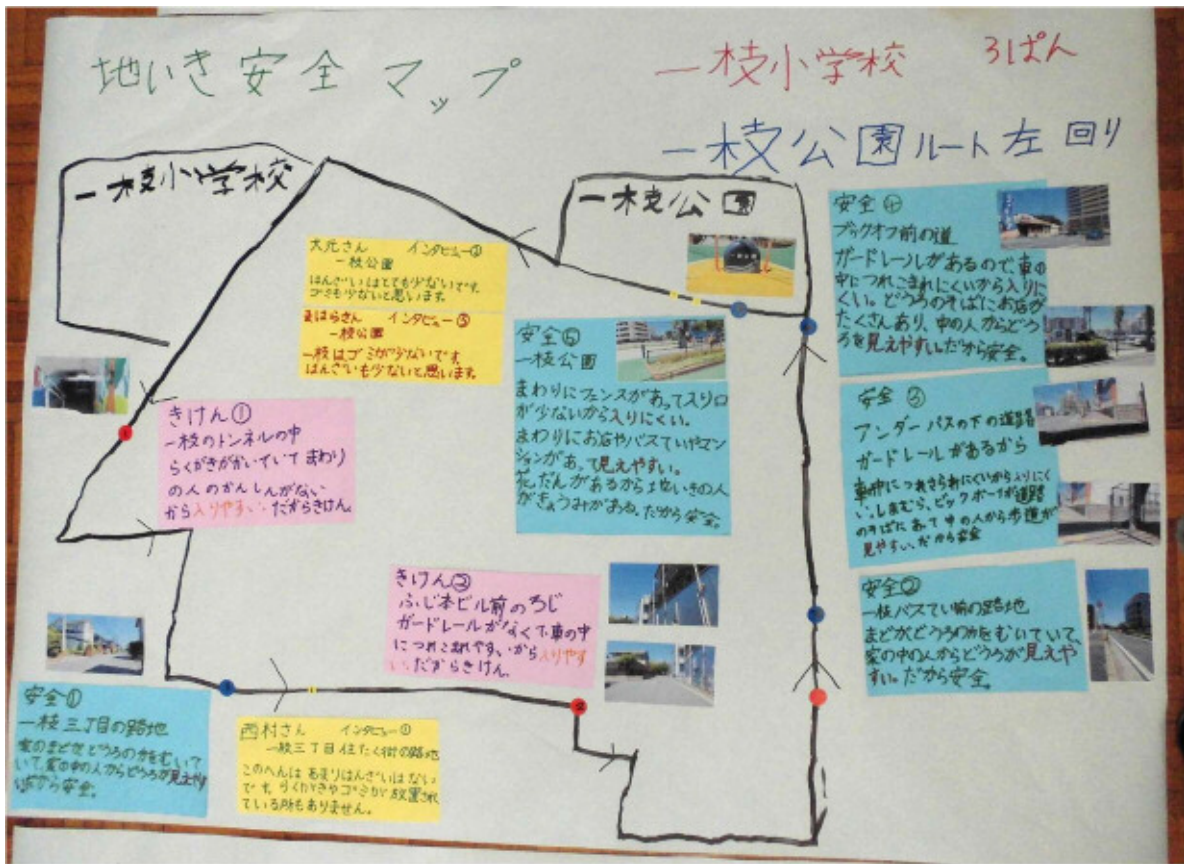 地いき安全マップ
一枝小学校 3ぱん
一枝公園ルート左回り
一枝小学校
一枝公園
大元さん インタビュー②
一枝公園
はんざいはとても少ないです。
ゴミも少ないと思います。
はらさん インタビュー③
一枝公園
一枝はゴミが少ないです
はんざいも少ないと思います。
きけん①
一枝のトンネルの中
らくがきがかいていてまわり
の人のかんしんがない
から入りやすい。だからきけん。
安全⑤
一枝公園
まわりにフェンスがあって入り口
が少ないから入りにくい。
まわりにお店やバスていやマン
ションがあって見えやすい。
花だんがあるから地いきの人
がきょうみがある。だから安全。
安全④
ブックオフ前の道
ガードレールがあるので、車の
中につれこまれにくいから入りに
くい。どうろのそばにお店が
たくさんあり、中の人からどう
ろを見えやすい。だから安全。
安全③
アンダーパスの下の道路
ガードレールがあるから
車中につれさられにくいから入りにく
い。しまむら、ビックボーイが道路
のそばにあって中の人から歩道が
見えやすい、だから安全
安全②
一枝バスてい前の路地
まどがどうろのがをむいていて、
家の中の人からどうろが見えや
すい。だから安全。
きけん②
ふじ本ビル前のろじ
ガードレールがなくて、車の中
につれこまれやすいから入りやす
い。だからきけん。
安全①
一枝三丁目の路地
家のまどがどうろのがをむいて
いて、家の中の人からどうろが見えや
安全。
西村さん インタビュー①
一枝三丁目住たく街の路地
このへんはあまりはんざいはない
です。らくがきやゴミが放置され
ている所もありません。